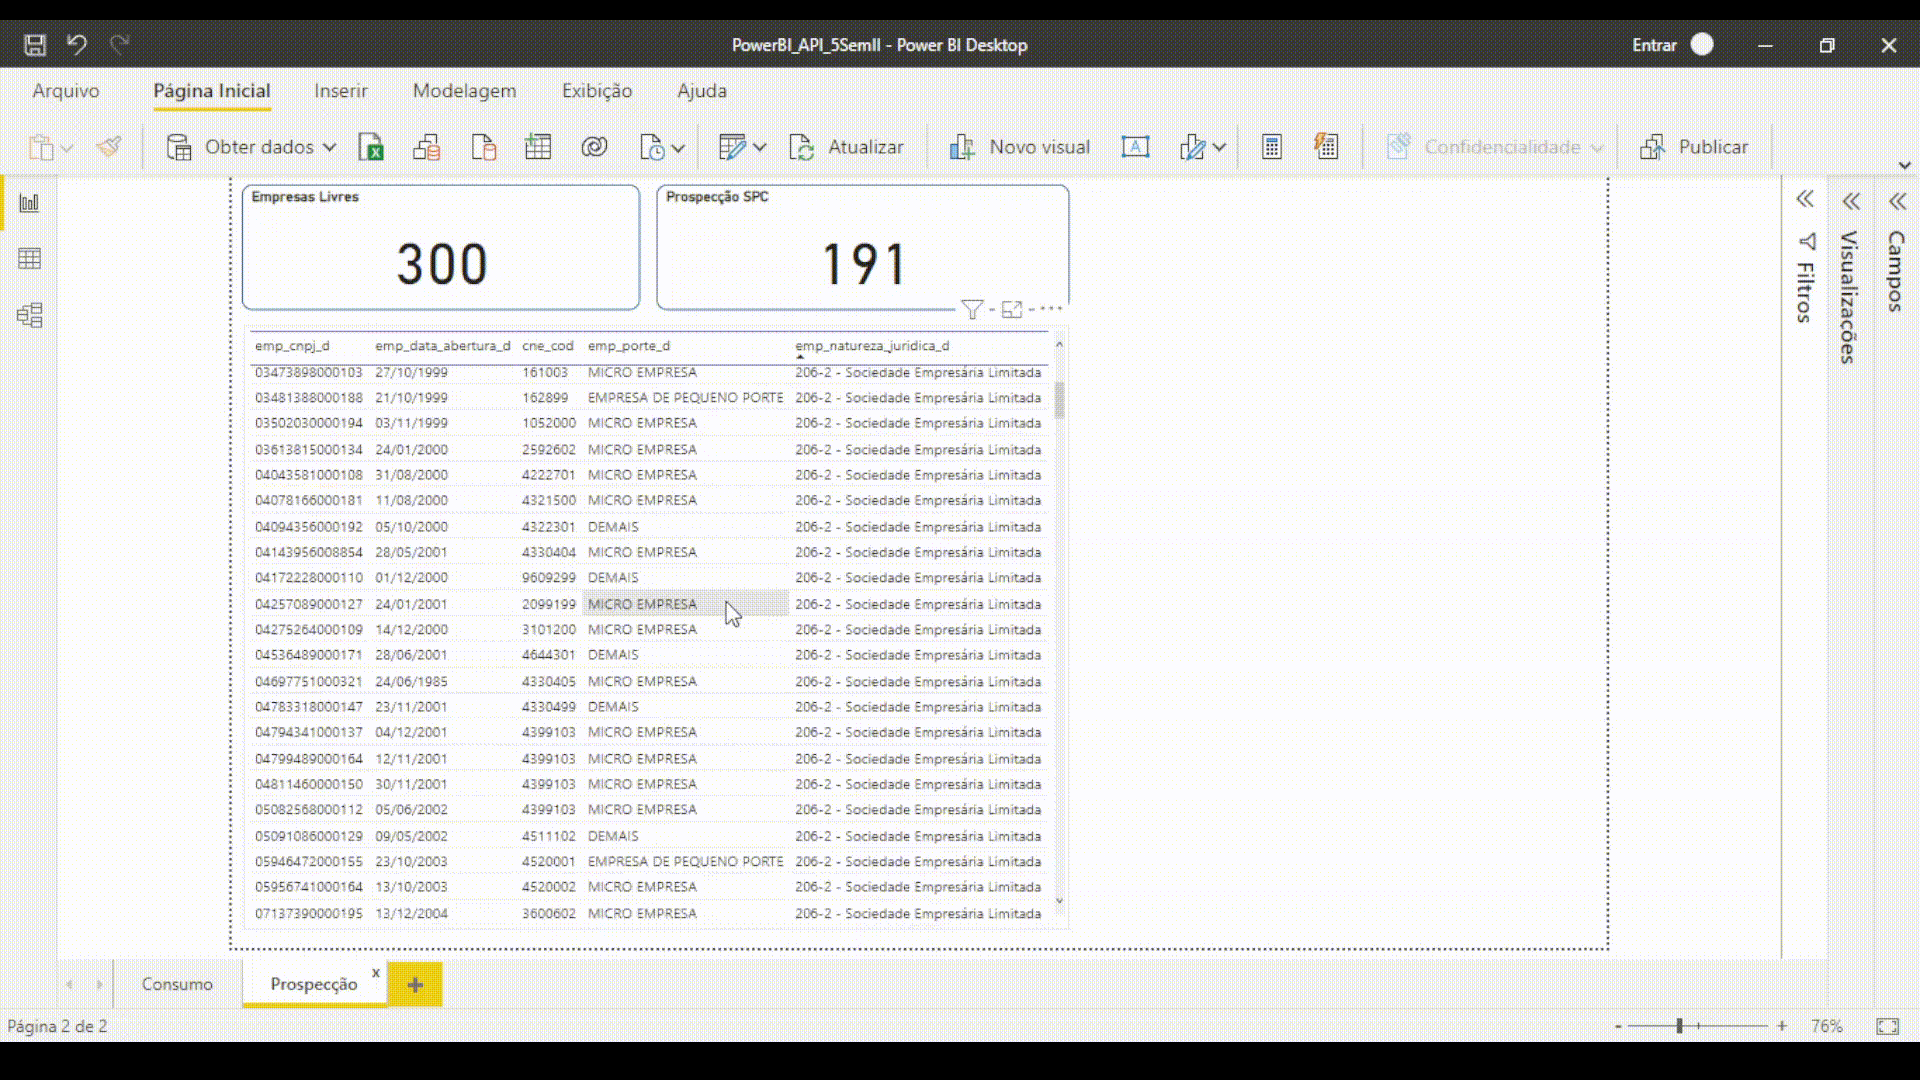 PowerBI_API_5SemII - Power BI Desktop
Entrar
Arquivo Página Inicial Inserir Modelagem Exibição Ajuda
Obter dados Atualizar Novo visual Confidencialidade Publicar
Empresas Livres
300
Prospecção SPC
191
emp_cnpj_d emp_data_abertura_d cne_cod emp_porte_d emp_natureza_juridica_d
03473898000103 27/10/1999 161003 MICRO EMPRESA 206-2 - Sociedade Empresária Limitada
03481388000188 21/10/1999 162899 EMPRESA DE PEQUENO PORTE 206-2 - Sociedade Empresária Limitada
03502030000194 03/11/1999 1052000 MICRO EMPRESA 206-2 - Sociedade Empresária Limitada
03613815000134 24/01/2000 2592602 MICRO EMPRESA 206-2 - Sociedade Empresária Limitada
04043581000108 31/08/2000 4222701 MICRO EMPRESA 206-2 - Sociedade Empresária Limitada
04078166000181 11/08/2000 4321500 MICRO EMPRESA 206-2 - Sociedade Empresária Limitada
04094356000192 05/10/2000 4322301 DEMAIS 206-2 - Sociedade Empresária Limitada
04143956008854 28/05/2001 4330404 MICRO EMPRESA 206-2 - Sociedade Empresária Limitada
04172228000110 01/12/2000 9609299 DEMAIS 206-2 - Sociedade Empresária Limitada
04257089000127 24/01/2001 2099199 MICRO EMPRESA 206-2 - Sociedade Empresária Limitada
04275264000109 14/12/2000 3101200 MICRO EMPRESA 206-2 - Sociedade Empresária Limitada
04536489000171 28/06/2001 4644301 DEMAIS 206-2 - Sociedade Empresária Limitada
04697751000321 24/06/1985 4330405 MICRO EMPRESA 206-2 - Sociedade Empresária Limitada
04783318000147 23/11/2001 4330499 DEMAIS 206-2 - Sociedade Empresária Limitada
04794341000137 04/12/2001 4399103 MICRO EMPRESA 206-2 - Sociedade Empresária Limitada
04799489000164 12/11/2001 4399103 MICRO EMPRESA 206-2 - Sociedade Empresária Limitada
04811460000150 30/11/2001 4399103 MICRO EMPRESA 206-2 - Sociedade Empresária Limitada
05082568000112 05/06/2002 4399103 MICRO EMPRESA 206-2 - Sociedade Empresária Limitada
05091086000129 09/05/2002 4511102 DEMAIS 206-2 - Sociedade Empresária Limitada
05946472000155 23/10/2003 4520001 EMPRESA DE PEQUENO PORTE 206-2 - Sociedade Empresária Limitada
05956741000164 13/10/2003 4520002 MICRO EMPRESA 206-2 - Sociedade Empresária Limitada
07137390000195 13/12/2004 3600602 MICRO EMPRESA 206-2 - Sociedade Empresária Limitada
Filtros
Visualizações
Campos
Consumo Prospecção x +
Página 2 de 2
- + 76%